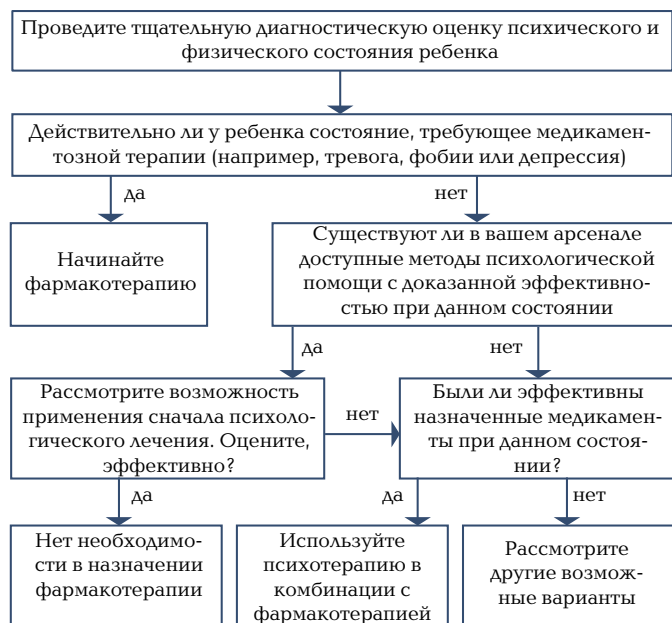 Проведите тщательную диагностическую оценку психического и
физического состояния ребенка
Действительно ли у ребенка состояние, требующее медикамен-
тозной терапии (например, тревога, фобии или депрессия)
да
нет
Начинайте
фармакотерапию
Существуют ли в вашем арсенале
доступные методы психологической
помощи с доказанной эффективно-
стью при данном состоянии
да
нет
Рассмотрите возможность
применения сначала психоло-
гического лечения. Оцените,
эффективно?
нет
Были ли эффективны
назначенные медикамен-
ты при данном состоя-
нии?
да
да
нет
Нет необходимо-
сти в назначении
фармакотерапии
Используйте
психотерапию в
комбинации с
фармакотерапией
Рассмотрите
другие возмож-
ные варианты